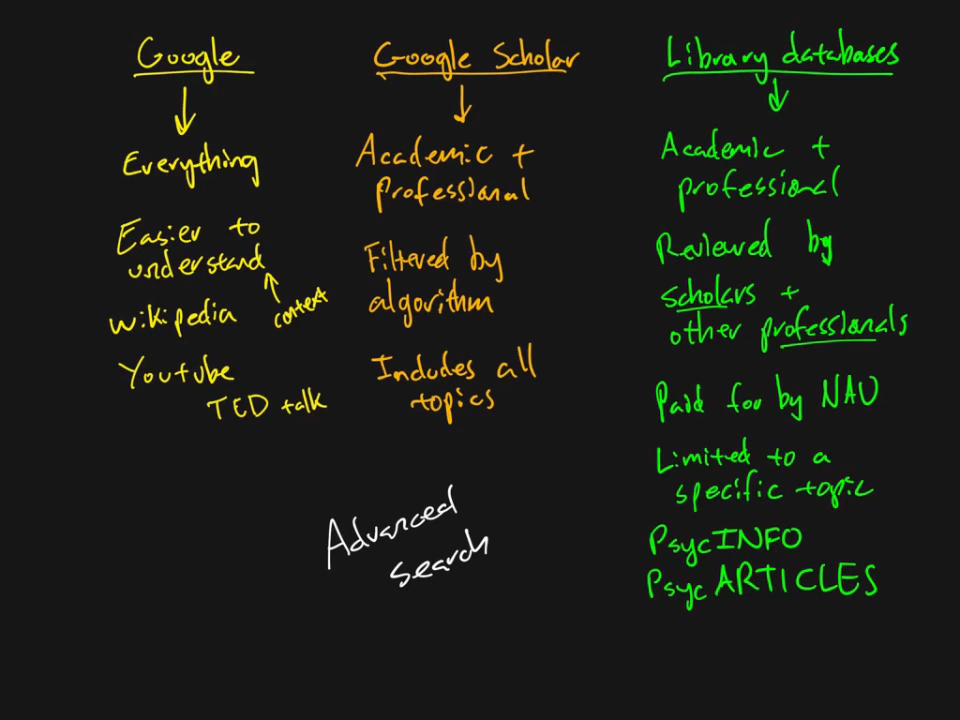 Google
Everything
Easier to
understand
context
Wikipedia
Youtube
TED talk
Google Scholar
Academic +
professional
Filtered by
algorithm
Includes all
topics
Advanced
search
Library databases
Academic +
professional
Reviewed by
scholars +
other professionals
Paid for by NAU
Limited to a
specific topic
PsycINFO
PsycARTICLES